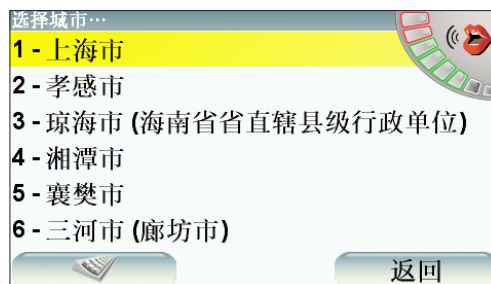 选择城市…
1 - 上海市
2 - 孝感市
3 - 琼海市 (海南省省直辖县级行政单位)
4 - 湘潭市
5 - 襄樊市
6 - 三河市 (廊坊市)
返回